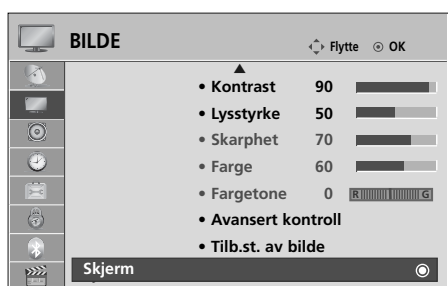 BILDE Flytte OK
• Kontrast 90
• Lysstyrke 50
• Skarphet 70
• Farge 60
• Fargetone 0 R G
• Avansert kontroll
• Tilb.st. av bilde
Skjerm